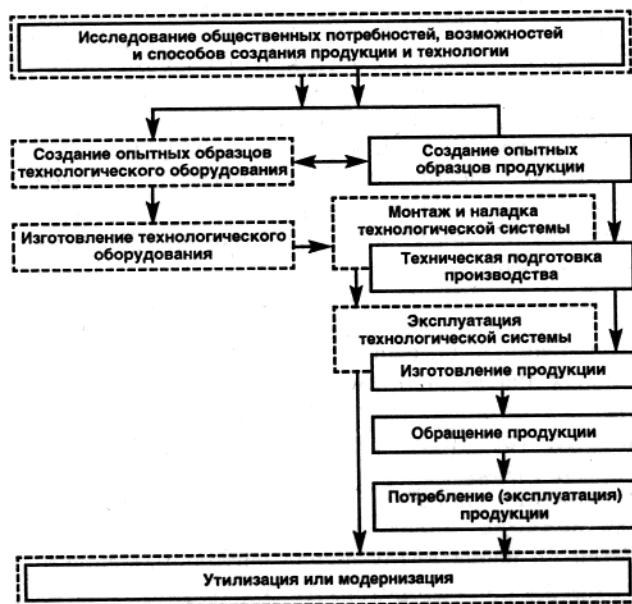 Исследование общественных потребностей, возможностей
и способов создания продукции и технологии
Создание опытных образцов
технологического оборудования
Создание опытных
образцов продукции
Изготовление технологического
оборудования
Монтаж и наладка
технологической системы
Техническая подготовка
производства
Эксплуатация
технологической системы
Изготовление продукции
Обращение продукции
Потребление (эксплуатация)
продукции
Утилизация или модернизация